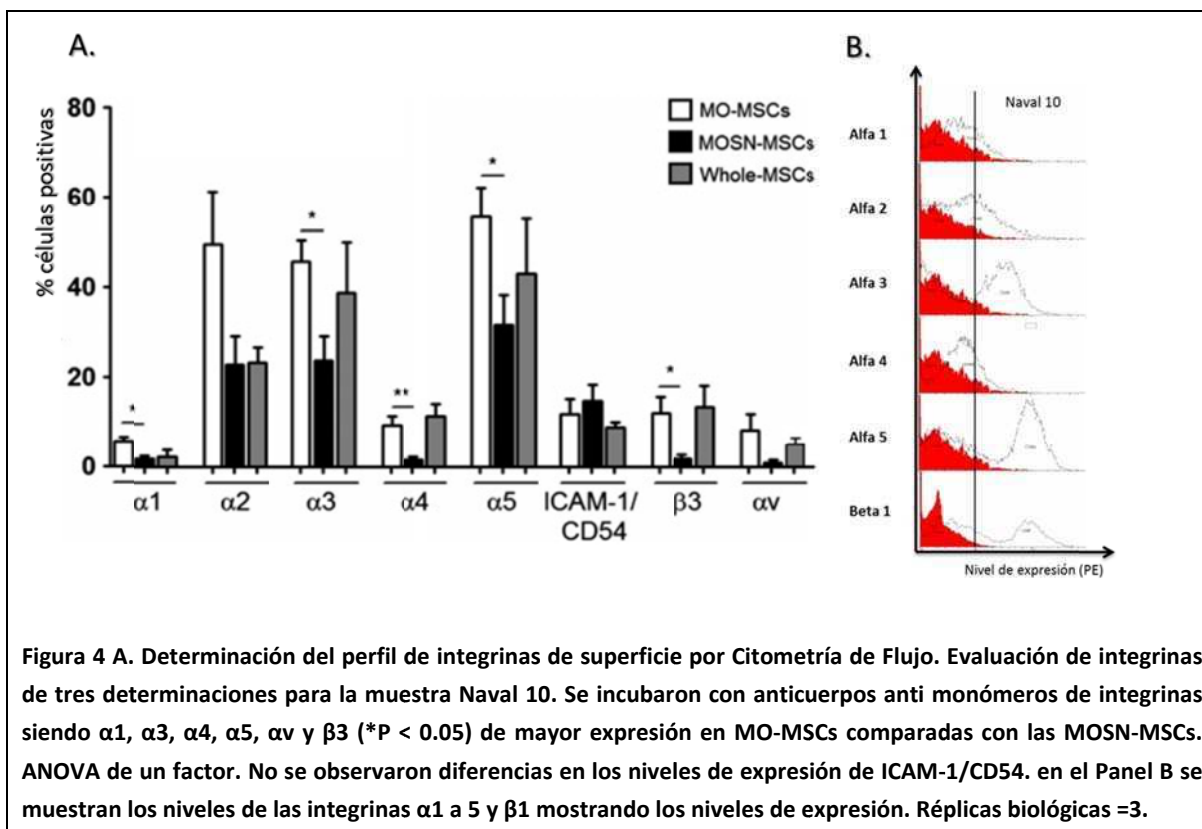 A.
80
60
40
20
0
% células positivas
MO-MSCs
MOSN-MSCs
Whole-MSCs
*
*
**
*
*
α1
α2
α3
α4
α5
ICAM-1/
CD54
β3
αv
B.
Naval 10
Alfa 1
Alfa 2
Alfa 3
Alfa 4
Alfa 5
Beta 1
Nivel de expresión (PE)
Figura 4 A. Determinación del perfil de integrinas de superficie por Citometría de Flujo. Evaluación de integrinas
de tres determinaciones para la muestra Naval 10. Se incubaron con anticuerpos anti monómeros de integrinas
siendo α1, α3, α4, α5, αv y β3 (*P < 0.05) de mayor expresión en MO-MSCs comparadas con las MOSN-MSCs.
ANOVA de un factor. No se observaron diferencias en los niveles de expresión de ICAM-1/CD54. en el Panel B se
muestran los niveles de las integrinas α1 a 5 y β1 mostrando los niveles de expresión. Réplicas biológicas =3.